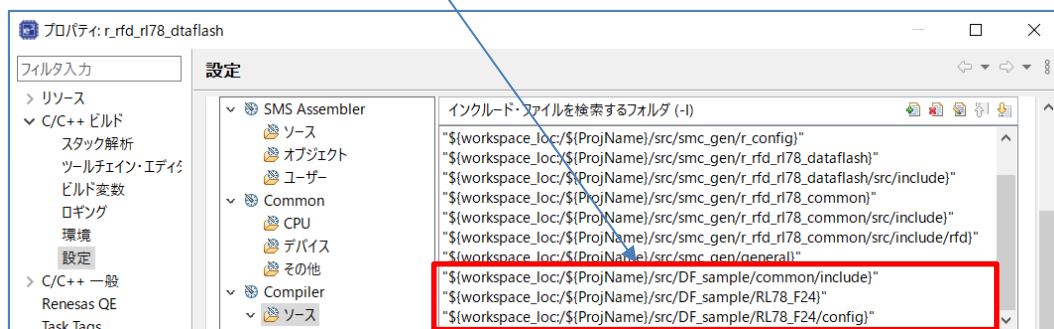 プロパティ: r_rfd_rl78_dtaflash
フィルタ入力
設定
リソース
C/C++ ビルド
スタック解析
ツールチェイン・エディタ
ビルド変数
ロギング
環境
設定
C/C++ 一般
Renesas QE
Task Tags
SMS Assembler
ソース
オブジェクト
ユーザー
Common
CPU
デバイス
その他
Compiler
ソース
インクルード・ファイルを検索するフォルダ (-I)
"${workspace_loc:/${ProjName}/src/smc_gen/r_config}"
"${workspace_loc:/${ProjName}/src/smc_gen/r_rfd_rl78_dataflash}"
"${workspace_loc:/${ProjName}/src/smc_gen/r_rfd_rl78_dataflash/src/include}"
"${workspace_loc:/${ProjName}/src/smc_gen/r_rfd_rl78_common}"
"${workspace_loc:/${ProjName}/src/smc_gen/r_rfd_rl78_common/src/include}"
"${workspace_loc:/${ProjName}/src/smc_gen/r_rfd_rl78_common/src/include/rfd}"
"${workspace_loc:/${ProjName}/src/smc_gen/general}"
"${workspace_loc:/${ProjName}/src/DF_sample/common/include}"
"${workspace_loc:/${ProjName}/src/DF_sample/RL78_F24}"
"${workspace_loc:/${ProjName}/src/DF_sample/RL78_F24/config}"